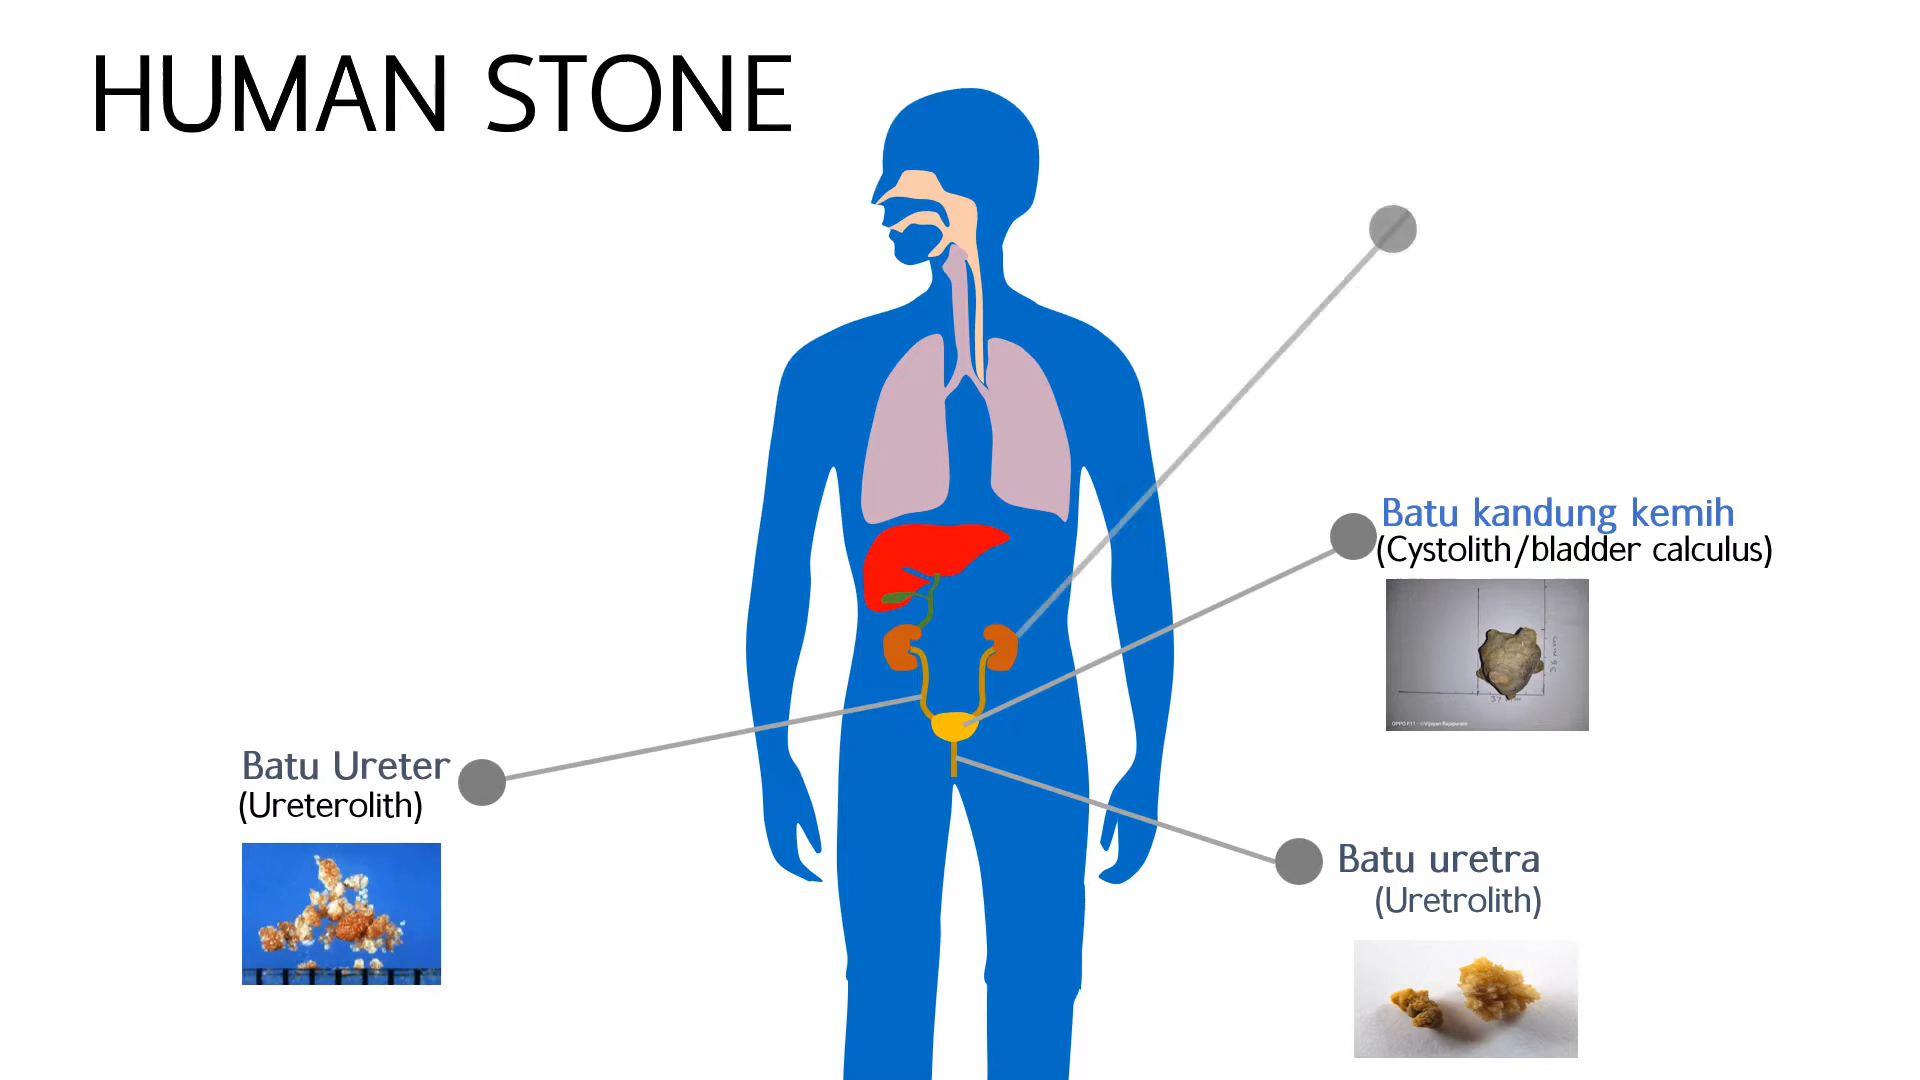 HUMAN STONE
Batu kandung kemih
(Cystolith/bladder calculus)
Batu Ureter
(Ureterolith)
Batu uretra
(Uretrolith)